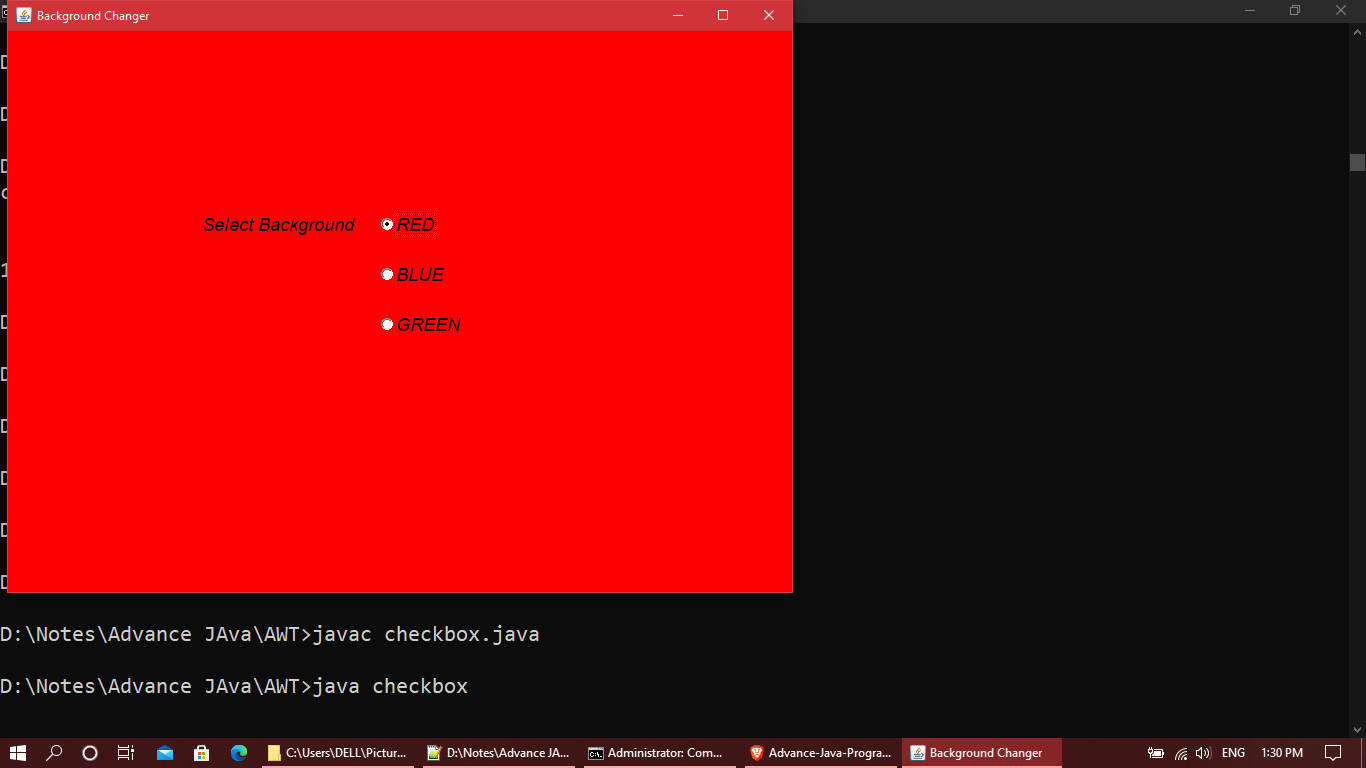 Background Changer
Select Background RED
BLUE
GREEN
D:\Notes\Advance JAva\AWT>javac checkbox.java
D:\Notes\Advance JAva\AWT>java checkbox
C:\Users\DELL\Pictur... D:\Notes\Advance JA... Administrator: Com... Advance-Java-Progra... Background Changer ENG 1:30 PM